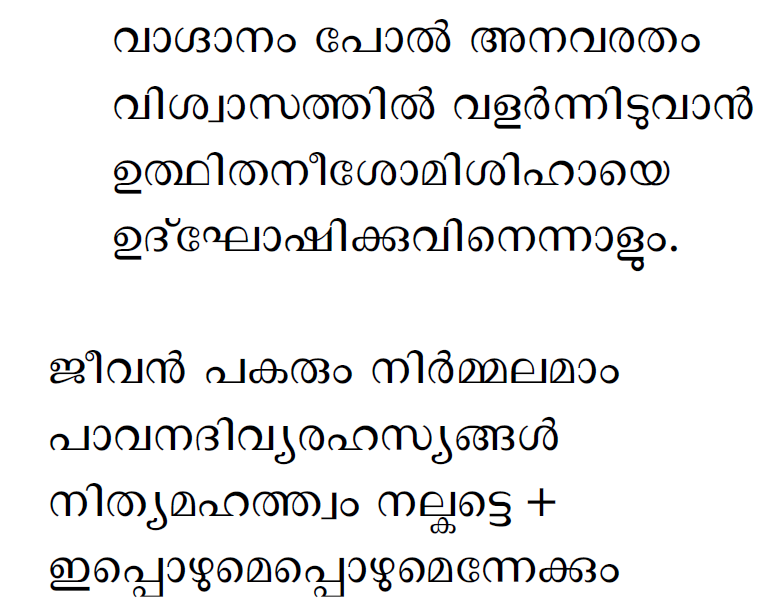 വാഗ്ദാനം പോൽ അനവരതം
വിശ്വാസത്തിൽ വളർന്നിടുവാൻ
ഉത്ഥിതനീശോമിശിഹായെ
ഉദ്ഘോഷിക്കുവിനെന്നാളും.
ജീവൻ പകരും നിർമ്മലമാം
പാവനദിവ്യരഹസ്യങ്ങൾ
നിത്യമഹത്ത്വം നല്കട്ടെ +
ഇപ്പൊഴുമെപ്പൊഴുമെന്നേക്കും